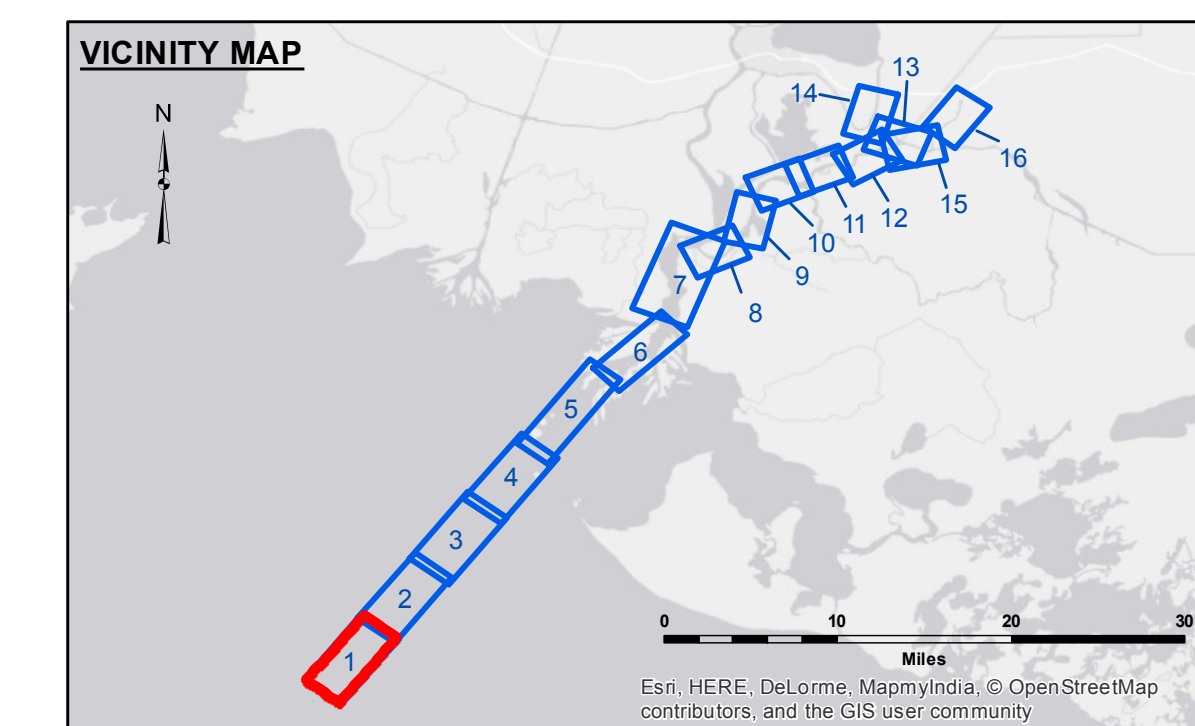 VICINITY MAP
N
13
14
16
15
12
11
10
9
8
7
6
5
4
3
2
1
0 10 20 30
Miles
Esri, HERE, DeLorme, MapmyIndia, © OpenStreetMap
contributors, and the GIS user community